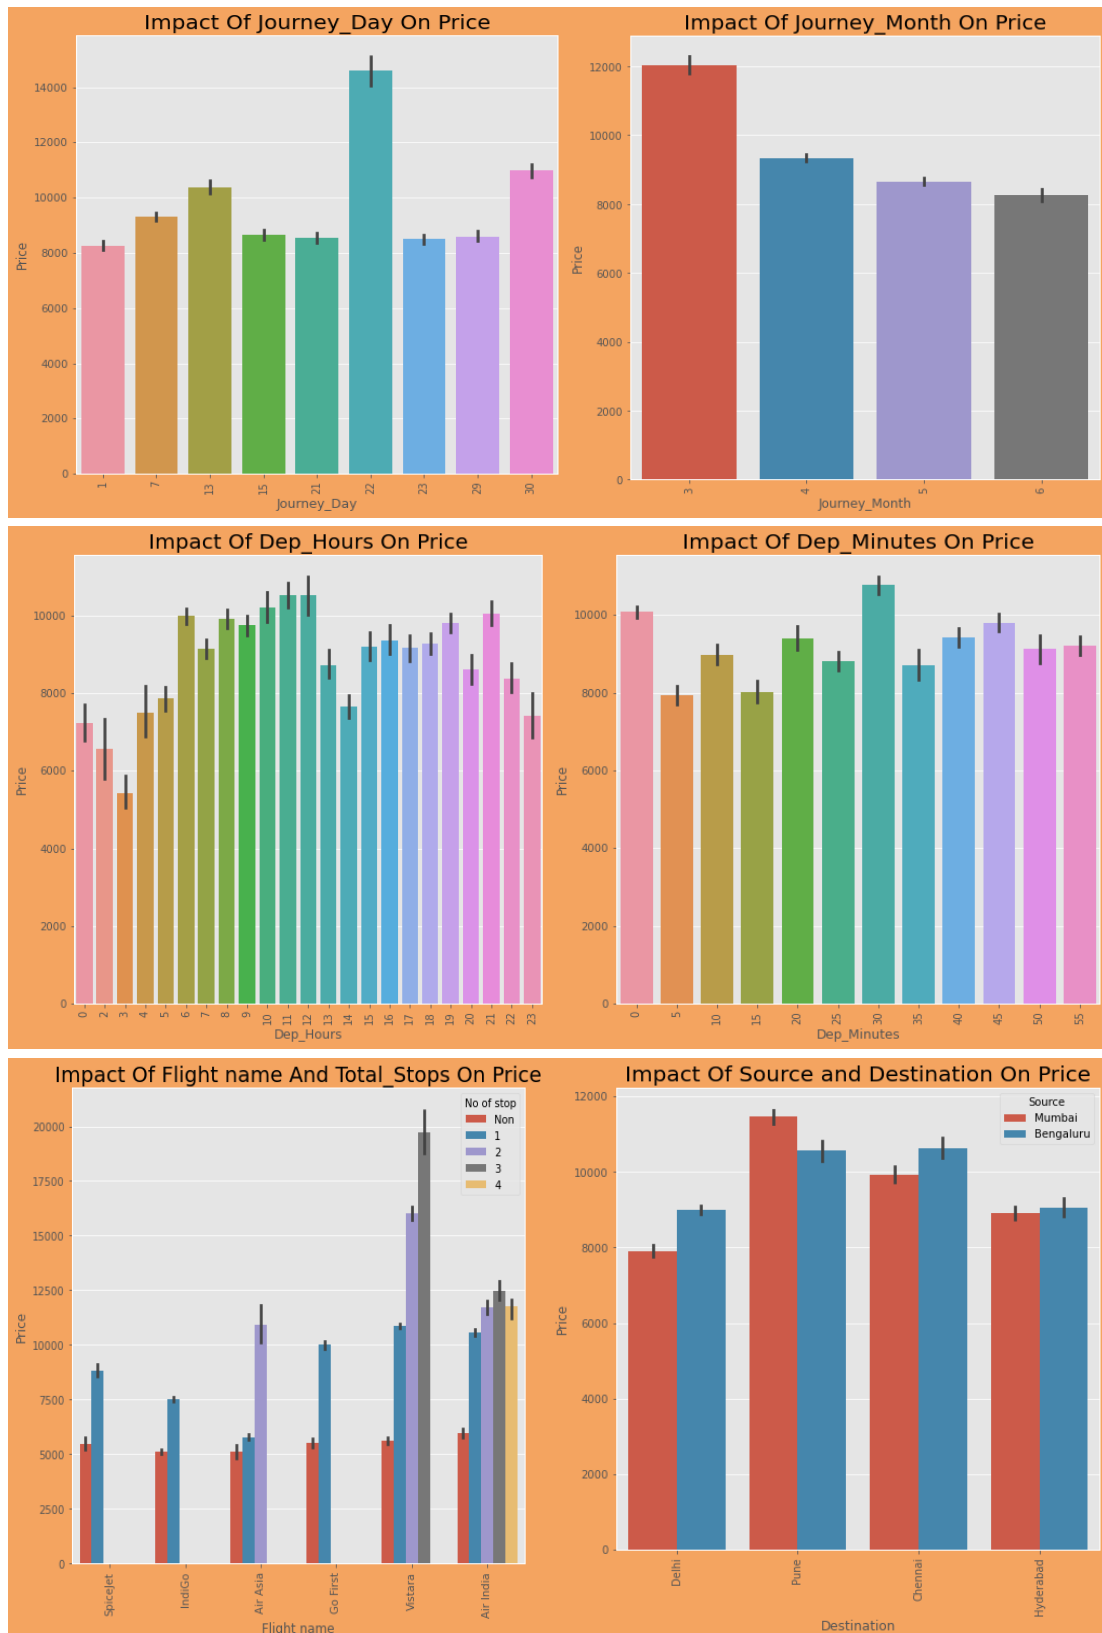 Impact Of Journey_Day On Price
Price
14000
12000
10000
8000
6000
4000
2000
0
1 7 13 15 21 22 23 29 30
Journey_Day
Impact Of Journey_Month On Price
Price
12000
10000
8000
6000
4000
2000
0
3 4 5 6
Journey_Month
Impact Of Dep_Hours On Price
Price
10000
8000
6000
4000
2000
0
0 2 3 4 5 6 7 8 9 10 11 12 13 14 15 16 17 18 19 20 21 22 23
Dep_Hours
Impact Of Dep_Minutes On Price
Price
10000
8000
6000
4000
2000
0
0 5 10 15 20 25 30 35 40 45 50 55
Dep_Minutes
Impact Of Flight name And Total_Stops On Price
No of stop
Non
1
2
3
4
Price
20000
17500
15000
12500
10000
7500
5000
2500
0
SpiceJet IndiGo Air Asia Go First Vistara Air India
Flight name
Impact Of Source and Destination On Price
Source
Mumbai
Bengaluru
Price
12000
10000
8000
6000
4000
2000
0
Delhi Pune Chennai Hyderabad
Destination